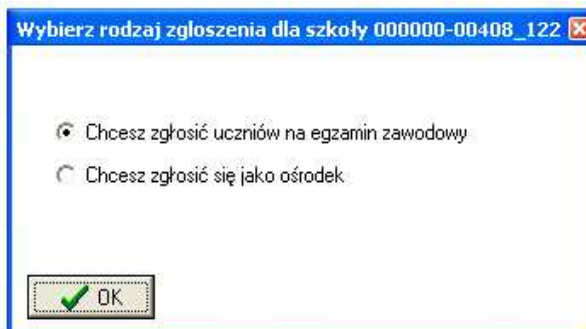 Wybierz rodzaj zgloszenia dla szkoły 000000-00408_122
Chcesz zgłosić uczniów na egzamin zawodowy
Chcesz zgłosić się jako ośrodek
OK